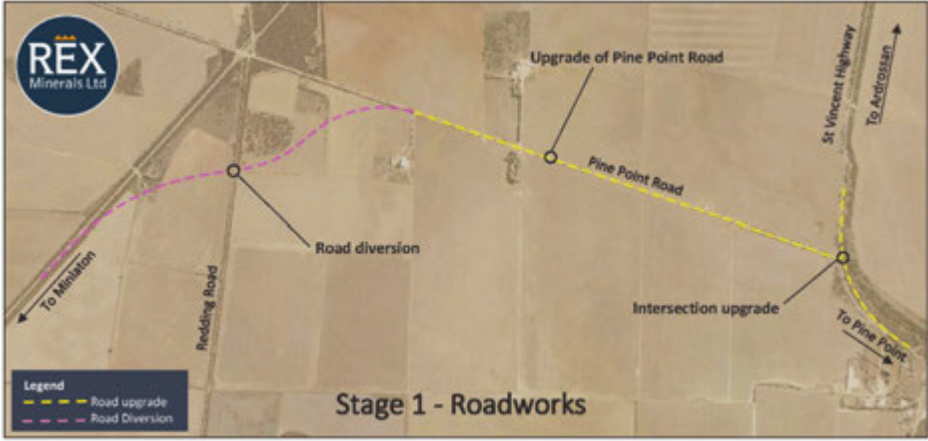 REX
Minerals Ltd
Upgrade of Pine Point Road
St Vincent Highway
To Ardrossan
Pine Point Road
Road diversion
To Minlaton
Redding Road
Intersection upgrade
To Pine Point
Legend
Road upgrade
Road Diversion
Stage 1 - Roadworks